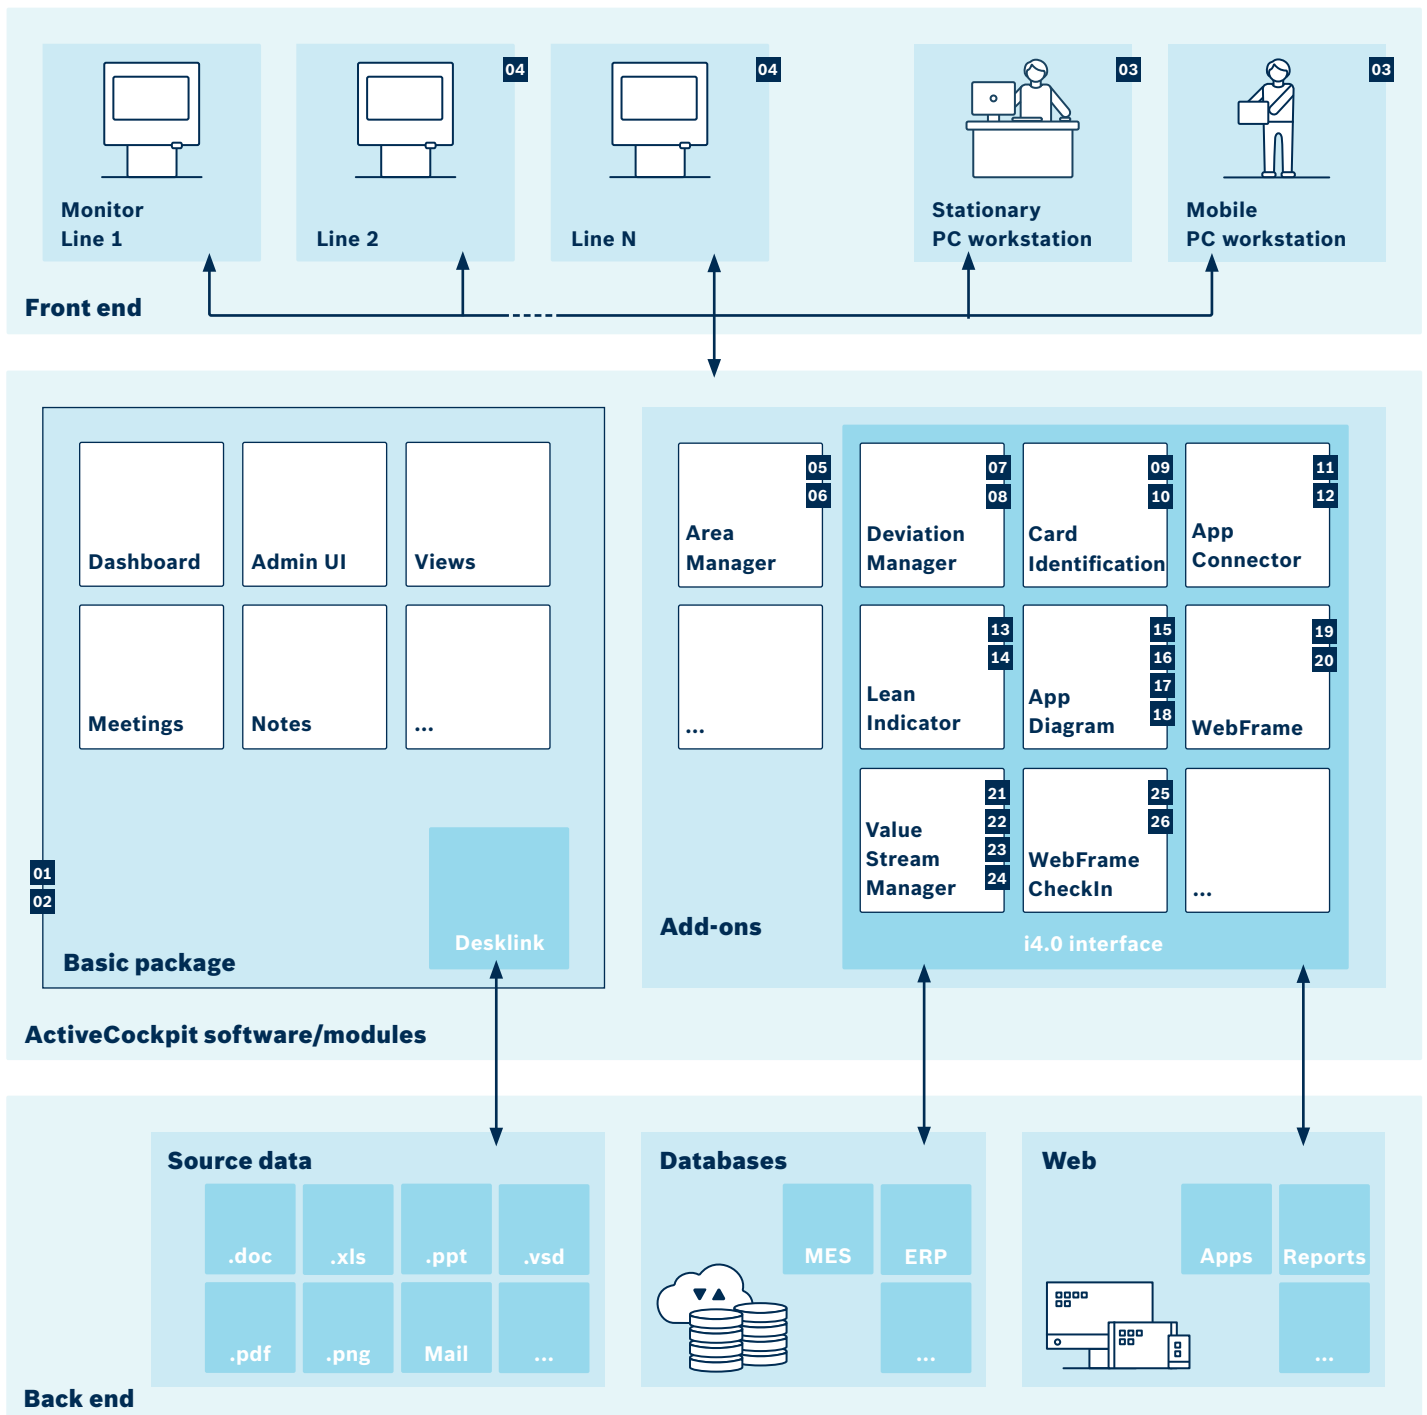 04
04
03
03
Monitor
Line 1
Line 2
Line N
Stationary
PC workstation
Mobile
PC workstation
Front end
Dashboard
Admin UI
Views
Meetings
Notes
...
01
02
Desklink
Basic package
05
06
Area
Manager
...
07
08
Deviation
Manager
09
10
Card
Identification
11
12
App
Connector
13
14
Lean
Indicator
15
16
17
18
App
Diagram
19
20
WebFrame
21
22
23
24
Value
Stream
Manager
25
26
WebFrame
CheckIn
...
Add-ons
i4.0 interface
ActiveCockpit software/modules
Source data
.doc
.xls
.ppt
.vsd
.pdf
.png
Mail
...
Databases
MES
ERP
...
Web
Apps
Reports
...
Back end